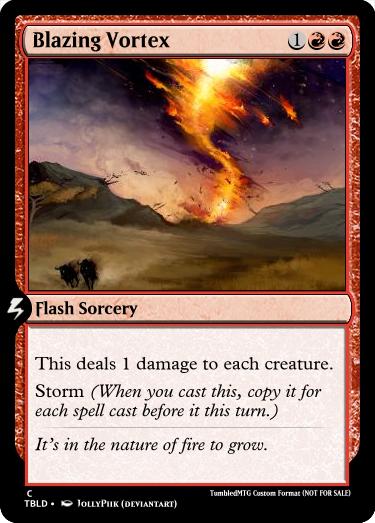 Blazing Vortex 1
Flash Sorcery
This deals 1 damage to each creature.
Storm (When you cast this, copy it for
each spell cast before it this turn.)
It's in the nature of fire to grow.
C
TBLD • JollyPiik (deviantart)
TumbledMTG Custom Format (NOT FOR SALE)